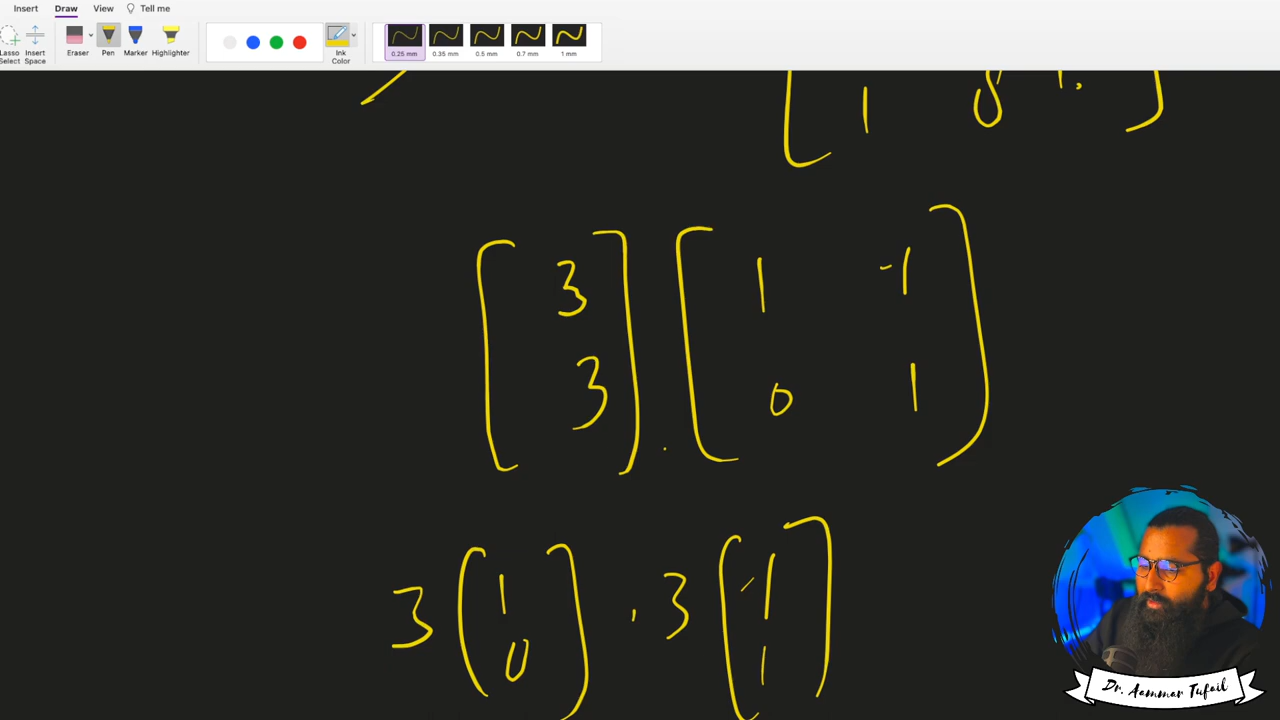 Insert Draw View Tell me
Lasso Select Insert Space Eraser Pen Marker Highlighter Ink Color 0.25 mm 0.35 mm 0.5 mm 0.7 mm 1 mm
1 8 1.
3 1 -1
3 . 0 1
3 1 . 3 -1
0 1
Dr. Aammar Tufail